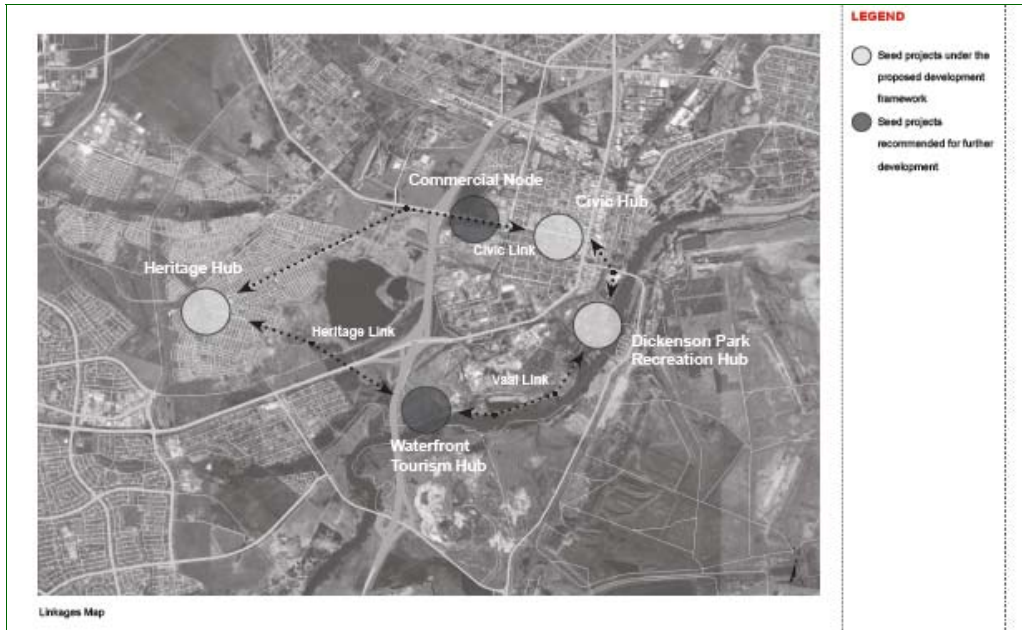 LEGEND
Seed projects under the
proposed development
framework
Seed projects
recommended for further
development
Commercial Node
Civic Hub
Civic Link
Heritage Hub
Heritage Link
Dickenson Park
Recreation Hub
Vaal Link
Waterfront
Tourism Hub
Linkages Map